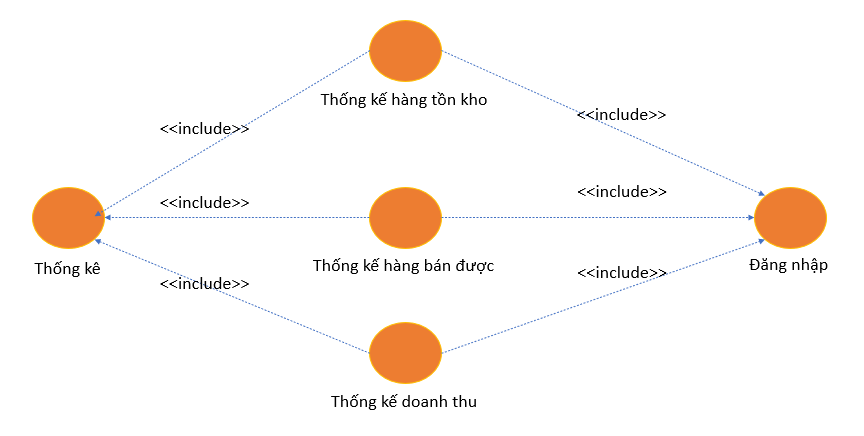 Thống kế hàng tồn kho
<<include>>
<<include>>
<<include>>
<<include>>
Thống kê
Thống kế hàng bán được
Đăng nhập
<<include>>
<<include>>
Thống kế doanh thu